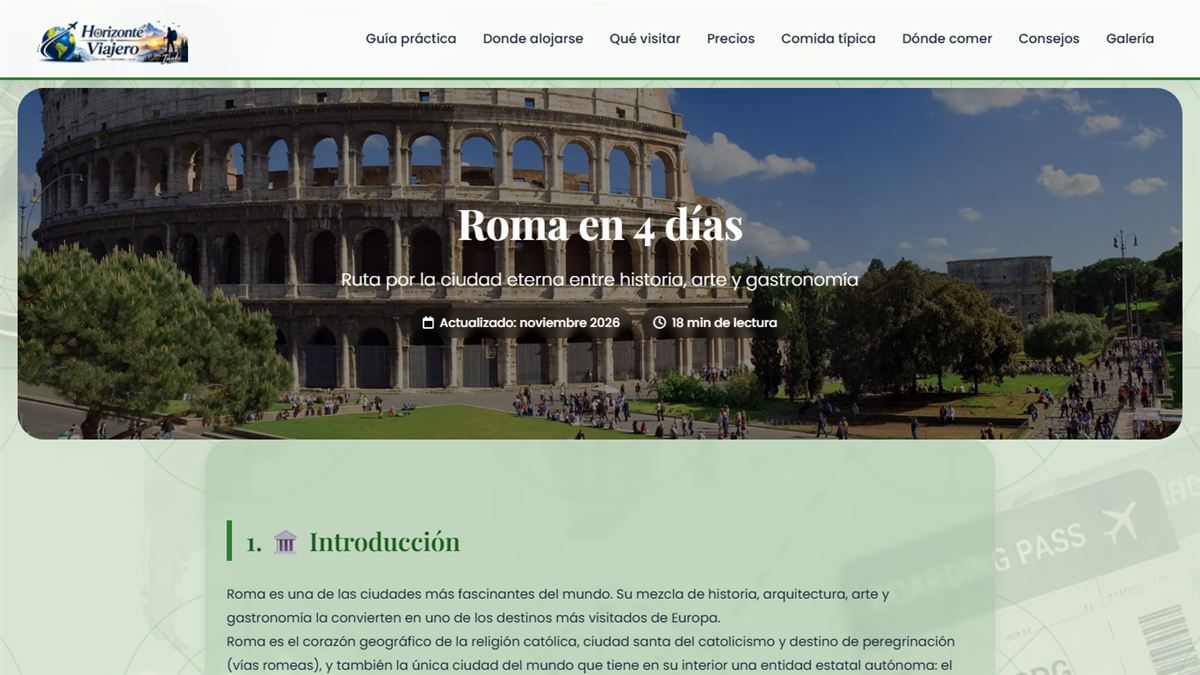 Horizonte
Viajero
Guía práctica
Donde alojarse
Qué visitar
Precios
Comida típica
Dónde comer
Consejos
Galería
Roma en 4 días
Ruta por la ciudad eterna entre historia, arte y gastronomía
Actualizado: noviembre 2026
18 min de lectura
1. Introducción
Roma es una de las ciudades más fascinantes del mundo. Su mezcla de historia, arquitectura, arte y
gastronomía la convierten en uno de los destinos más visitados de Europa.
Roma es el corazón geográfico de la religión católica, ciudad santa del catolicismo y destino de peregrinación
(vías romeas), y también la única ciudad del mundo que tiene en su interior una entidad estatal autónoma: el
BOARDING PASS